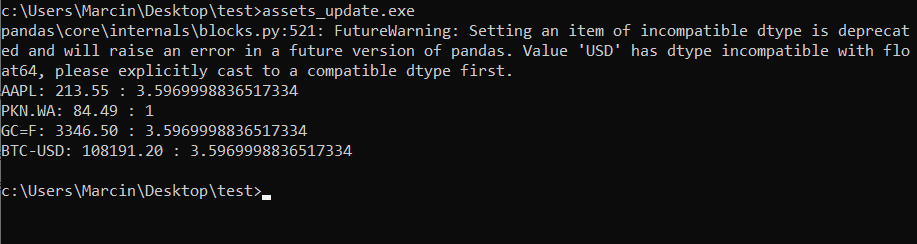 c:\Users\Marcin\Desktop\test>assets_update.exe
pandas\core\internals\blocks.py:521: FutureWarning: Setting an item of incompatible dtype is deprecat
ed and will raise an error in a future version of pandas. Value 'USD' has dtype incompatible with flo
at64, please explicitly cast to a compatible dtype first.
AAPL: 213.55 : 3.5969998836517334
PKN.WA: 84.49 : 1
GC=F: 3346.50 : 3.5969998836517334
BTC-USD: 108191.20 : 3.5969998836517334
c:\Users\Marcin\Desktop\test>